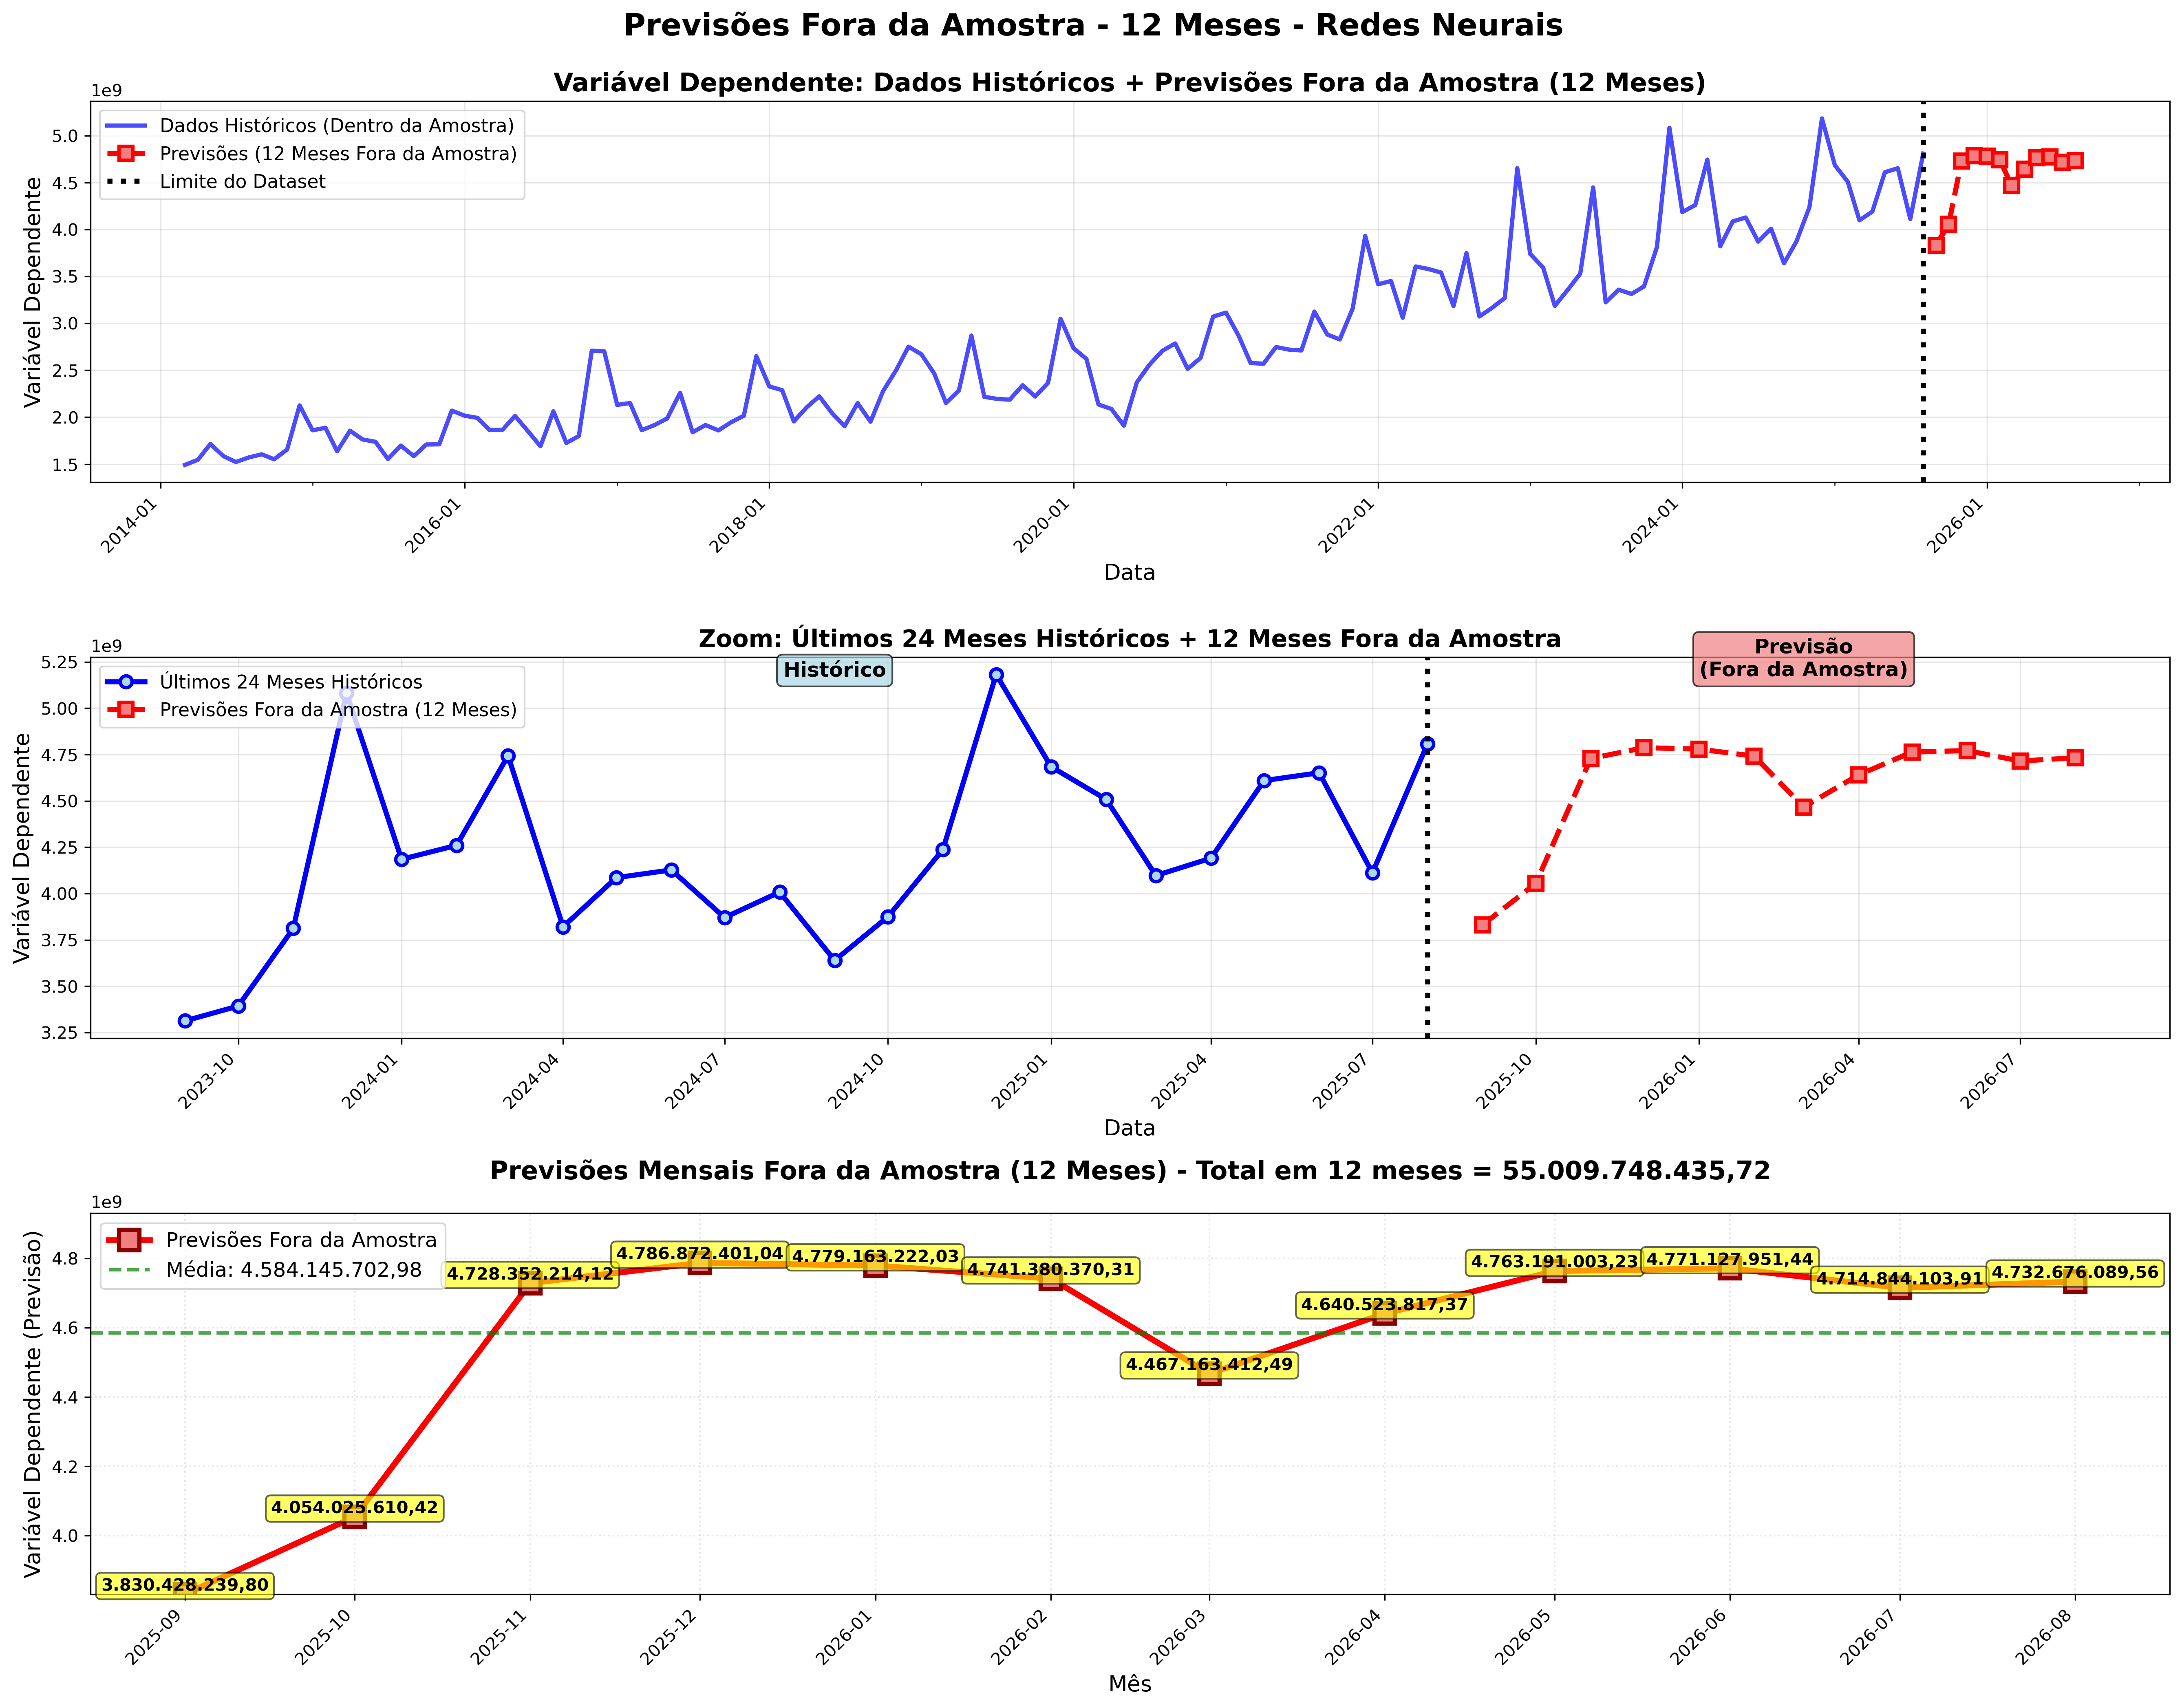 Previsões Fora da Amostra - 12 Meses - Redes Neurais
Variável Dependente: Dados Históricos + Previsões Fora da Amostra (12 Meses)
1e9
Dados Históricos (Dentro da Amostra)
Previsões (12 Meses Fora da Amostra)
Limite do Dataset
Variável Dependente
5.0
4.5
4.0
3.5
3.0
2.5
2.0
1.5
2014-01
2016-01
2018-01
2020-01
2022-01
2024-01
2026-01
Data
Zoom: Últimos 24 Meses Históricos + 12 Meses Fora da Amostra
1e9
Últimos 24 Meses Históricos
Previsões Fora da Amostra (12 Meses)
Histórico
Previsão
(Fora da Amostra)
Variável Dependente
5.25
5.00
4.75
4.50
4.25
4.00
3.75
3.50
3.25
2023-10
2024-01
2024-04
2024-07
2024-10
2025-01
2025-04
2025-07
2025-10
2026-01
2026-04
2026-07
Data
Previsões Mensais Fora da Amostra (12 Meses) - Total em 12 meses = 55.009.748.435,72
1e9
Previsões Fora da Amostra
Média: 4.584.145.702,98
Variável Dependente (Previsão)
4.8
4.6
4.4
4.2
4.0
3.830.428.239,80
4.054.025.610,42
4.728.352.214,12
4.786.872.401,04
4.779.163.222,03
4.741.380.370,31
4.467.163.412,49
4.640.523.817,37
4.763.191.003,23
4.771.127.951,44
4.714.844.103,91
4.732.676.089,56
2025-09
2025-10
2025-11
2025-12
2026-01
2026-02
2026-03
2026-04
2026-05
2026-06
2026-07
2026-08
Mês